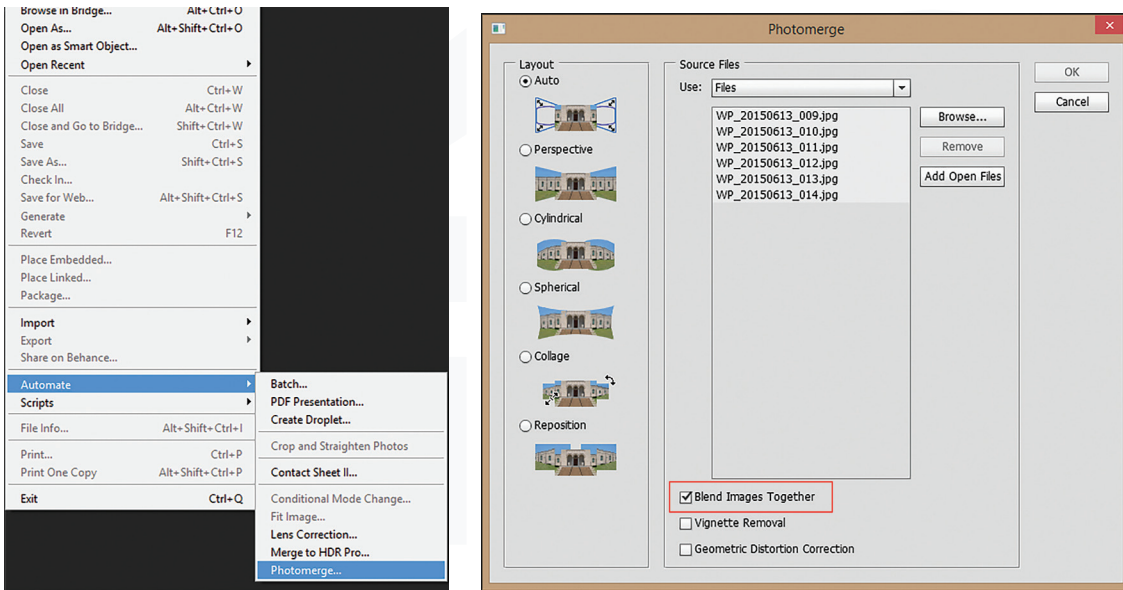 Browse in Bridge... Alt+Ctrl+O
Open As... Alt+Shift+Ctrl+O
Open as Smart Object...
Open Recent
Close Ctrl+W
Close All Alt+Ctrl+W
Close and Go to Bridge... Shift+Ctrl+W
Save Ctrl+S
Save As... Shift+Ctrl+S
Check In...
Save for Web... Alt+Shift+Ctrl+S
Generate
Revert F12
Place Embedded...
Place Linked...
Package...
Import
Export
Share on Behance...
Automate
Scripts
File Info... Alt+Shift+Ctrl+I
Print... Ctrl+P
Print One Copy Alt+Shift+Ctrl+P
Exit Ctrl+Q
Batch...
PDF Presentation...
Create Droplet...
Crop and Straighten Photos
Contact Sheet II...
Conditional Mode Change...
Fit Image...
Lens Correction...
Merge to HDR Pro...
Photomerge...
Photomerge
Layout
Auto
Perspective
Cylindrical
Spherical
Collage
Reposition
Source Files
Use: Files
WP_20150613_009.jpg
WP_20150613_010.jpg
WP_20150613_011.jpg
WP_20150613_012.jpg
WP_20150613_013.jpg
WP_20150613_014.jpg
Browse...
Remove
Add Open Files
Blend Images Together
Vignette Removal
Geometric Distortion Correction
OK
Cancel